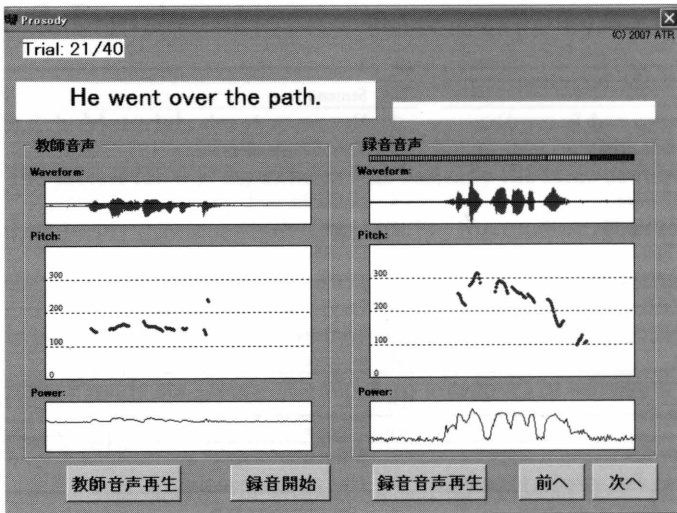 Prosody
(C) 2007 ATR
Trial: 21/40
He went over the path.
教師音声
Waveform:
Pitch:
300
200
100
0
Power:
録音音声
Waveform:
Pitch:
300
200
100
0
Power:
教師音声再生
録音開始
録音音声再生
前へ
次へ